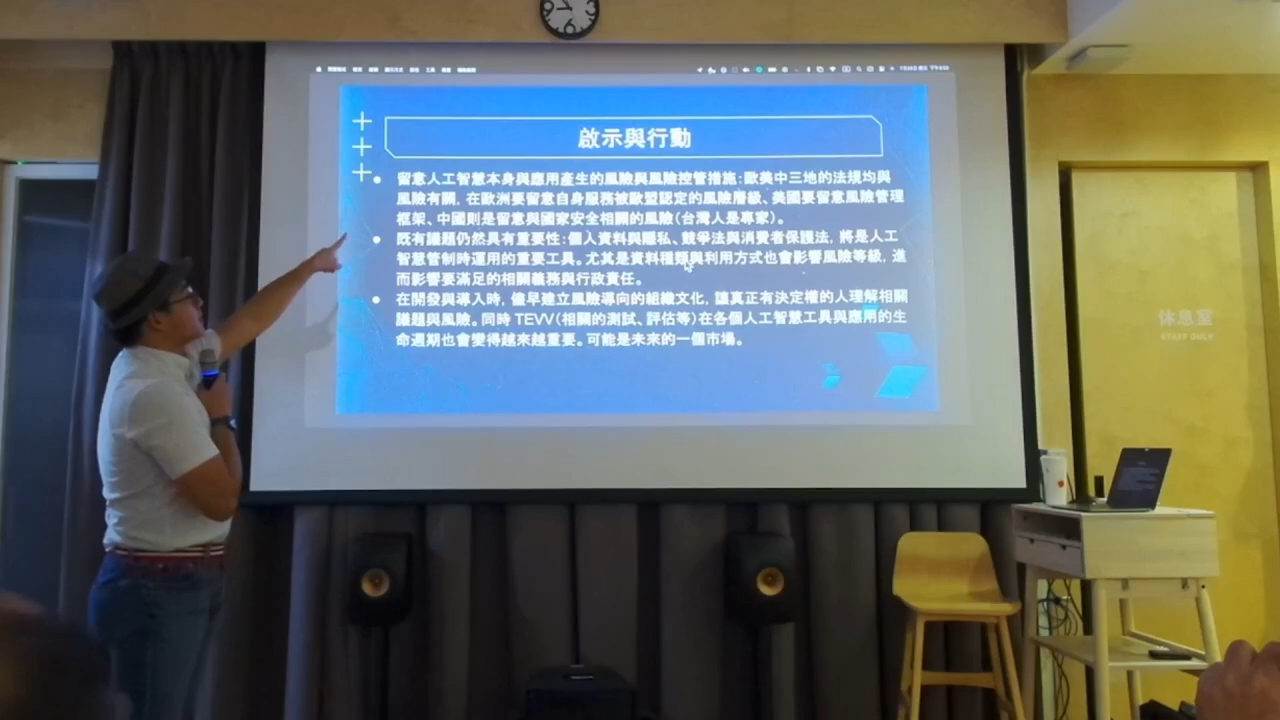 啟示與行動
留意人工智慧本身與應用產生的風險與風險控管措施：歐美中三地的法規均與
風險有關，在歐洲要留意自身服務被歐盟認定的風險層級、美國要留意風險管理
框架、中國則是留意與國家安全相關的風險（台灣人是專家）。
既有議題仍然具有重要性：個人資料與隱私、競爭法與消費者保護法，將是人工
智慧管制時運用的重要工具。尤其是資料種類與利用方式也會影響風險等級，進
而影響要滿足的相關義務與行政責任。
在開發與導入時，儘早建立風險導向的組織文化，讓真正有決定權的人理解相關
議題與風險。同時 TEVV（相關的測試、評估等）在各個人工智慧工具與應用的生
命週期也會變得越來越重要。可能是未來的一個市場。
休息室
STAFF ONLY